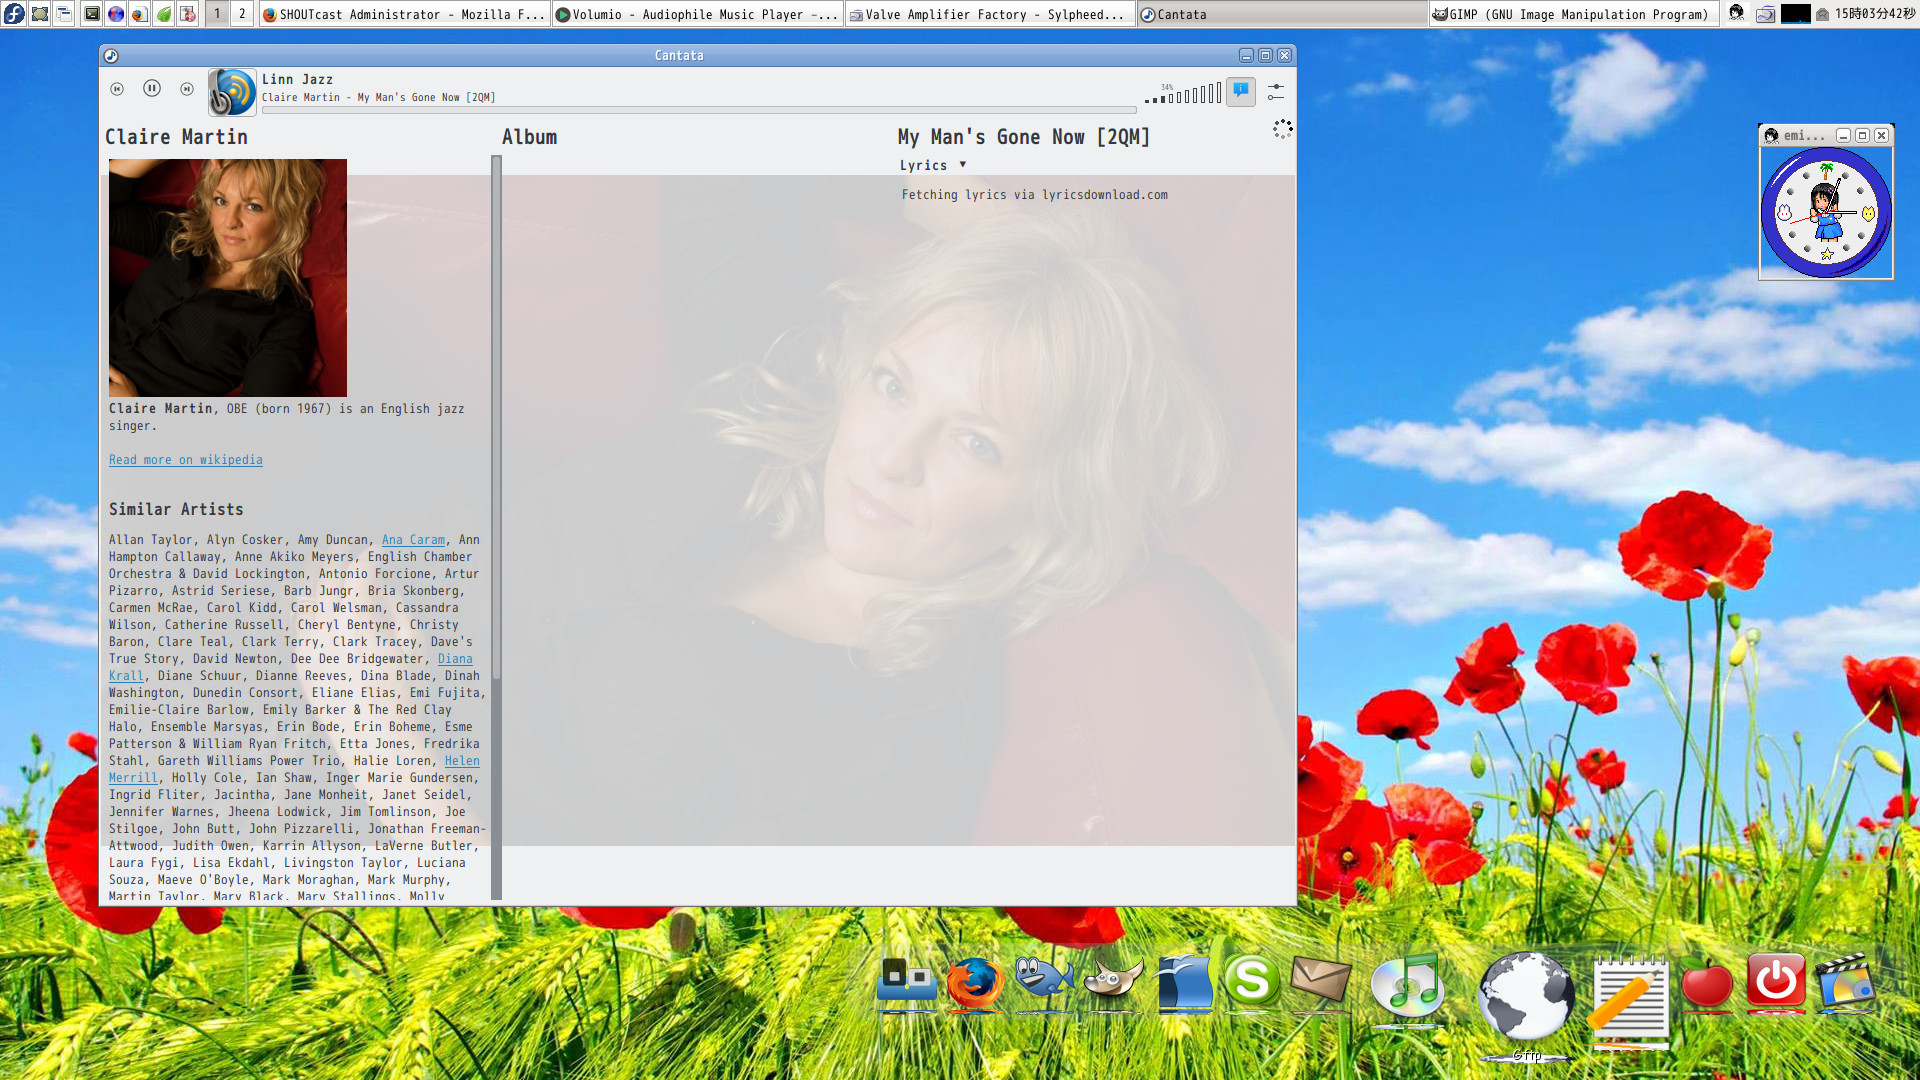 1
2
SHOUTcast Administrator - Mozilla F...
Volumio - Audiophile Music Player -...
Valve Amplifier Factory - Sylpheed...
Cantata
GIMP (GNU Image Manipulation Program)
15時03分42秒
Cantata
Linn Jazz
Claire Martin - My Man's Gone Now [2QM]
34%
Claire Martin
Album
My Man's Gone Now [2QM]
Lyrics
Fetching lyrics via lyricsdownload.com
emi...
Claire Martin, OBE (born 1967) is an English jazz
singer.
Read more on wikipedia
Similar Artists
Allan Taylor, Alyn Cosker, Amy Duncan, Ana Caram, Ann
Hampton Callaway, Anne Akiko Meyers, English Chamber
Orchestra & David Lockington, Antonio Forcione, Artur
Pizarro, Astrid Seriese, Barb Jungr, Bria Skonberg,
Carmen McRae, Carol Kidd, Carol Welsman, Cassandra
Wilson, Catherine Russell, Cheryl Bentyne, Christy
Baron, Clare Teal, Clark Terry, Clark Tracey, Dave's
True Story, David Newton, Dee Dee Bridgewater, Diana
Krall, Diane Schuur, Dianne Reeves, Dina Blade, Dinah
Washington, Dunedin Consort, Eliane Elias, Emi Fujita,
Emilie-Claire Barlow, Emily Barker & The Red Clay
Halo, Ensemble Marsyas, Erin Bode, Erin Boheme, Esme
Patterson & William Ryan Fritch, Etta Jones, Fredrika
Stahl, Gareth Williams Power Trio, Halie Loren, Helen
Merrill, Holly Cole, Ian Shaw, Inger Marie Gundersen,
Ingrid Fliter, Jacintha, Jane Monheit, Janet Seidel,
Jennifer Warnes, Jheena Lodwick, Jim Tomlinson, Joe
Stilgoe, John Butt, John Pizzarelli, Jonathan Freeman-
Attwood, Judith Owen, Karrin Allyson, LaVerne Butler,
Laura Fygi, Lisa Ekdahl, Livingston Taylor, Luciana
Souza, Maeve O'Boyle, Mark Moraghan, Mark Murphy,
Martin Taylor, Mary Black, Mary Stallings, Molly
Gftp